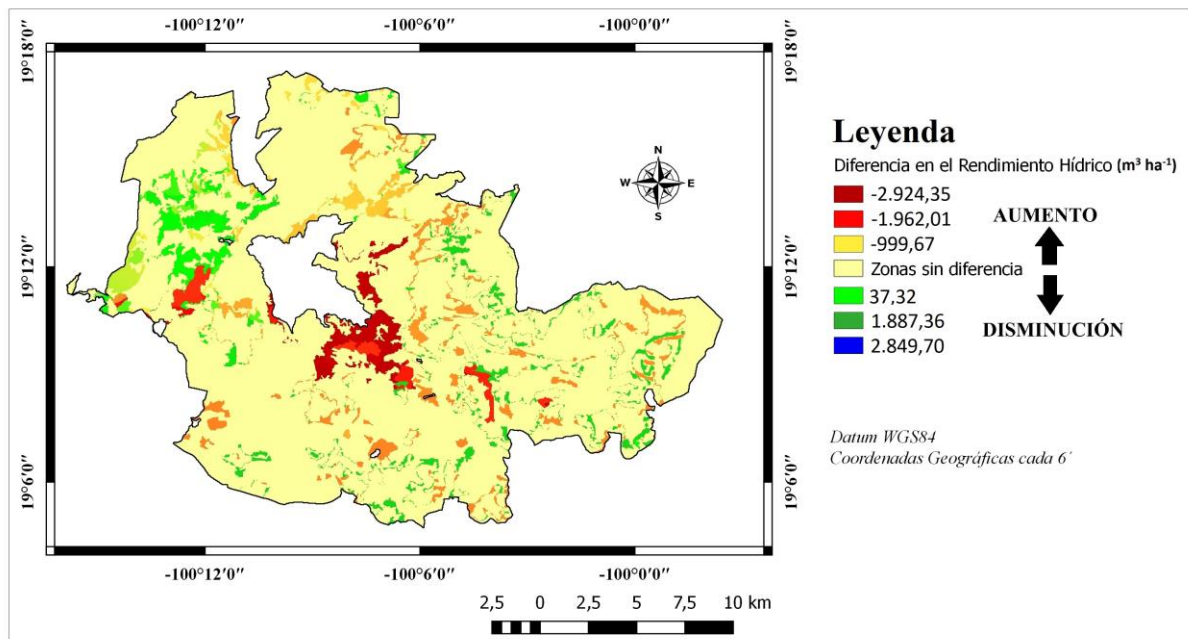 -100°12′0″ -100°6′0″ -100°0′0″
19°18′0″ 19°18′0″
N
W E
S
19°12′0″ 19°12′0″
19°6′0″ 19°6′0″
-100°12′0″ -100°6′0″ -100°0′0″
2,5 0 2,5 5 7,5 10 km
Leyenda
Diferencia en el Rendimiento Hídrico (m³ ha⁻¹)
-2.924,35
-1.962,01
-999,67
Zonas sin diferencia
37,32
1.887,36
2.849,70
AUMENTO
DISMINUCIÓN
Datum WGS84
Coordenadas Geográficas cada 6´